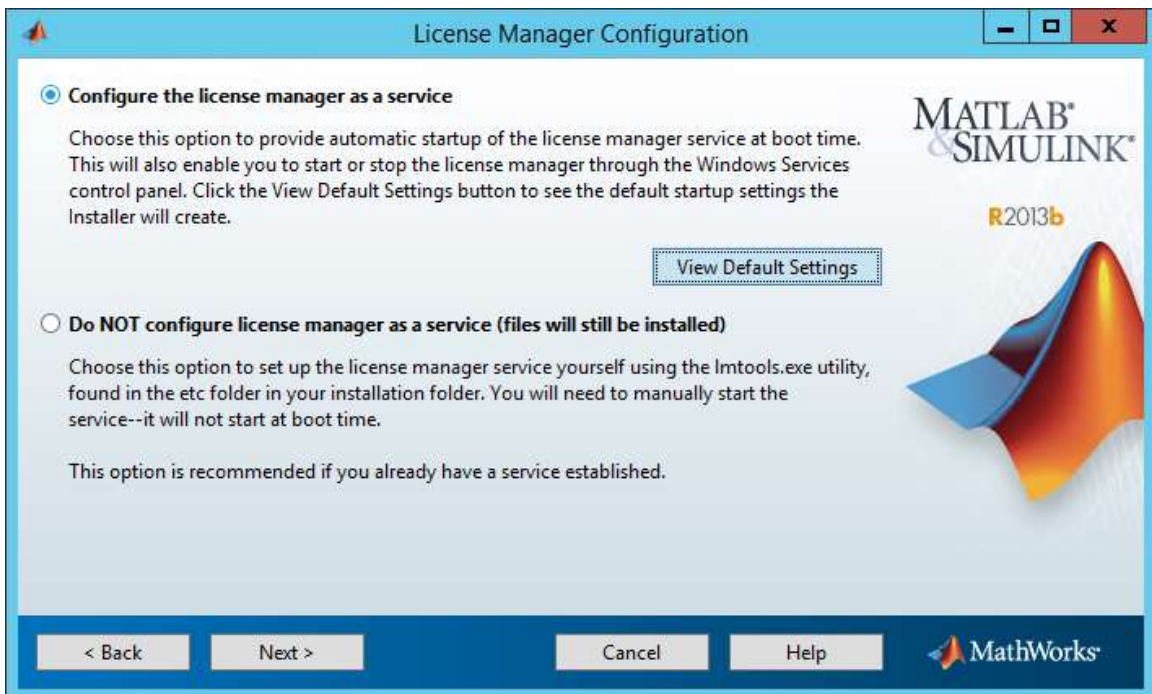 License Manager Configuration
Configure the license manager as a service
Choose this option to provide automatic startup of the license manager service at boot time.
This will also enable you to start or stop the license manager through the Windows Services
control panel. Click the View Default Settings button to see the default startup settings the
Installer will create.
View Default Settings
Do NOT configure license manager as a service (files will still be installed)
Choose this option to set up the license manager service yourself using the lmtools.exe utility,
found in the etc folder in your installation folder. You will need to manually start the
service--it will not start at boot time.
This option is recommended if you already have a service established.
MATLAB®
&SIMULINK®
R2013b
< Back
Next >
Cancel
Help
MathWorks®